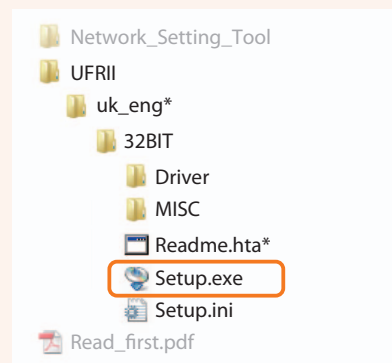 Network_Setting_Tool
UFRII
uk_eng*
32BIT
Driver
MISC
Readme.hta*
Setup.exe
Setup.ini
Read_first.pdf